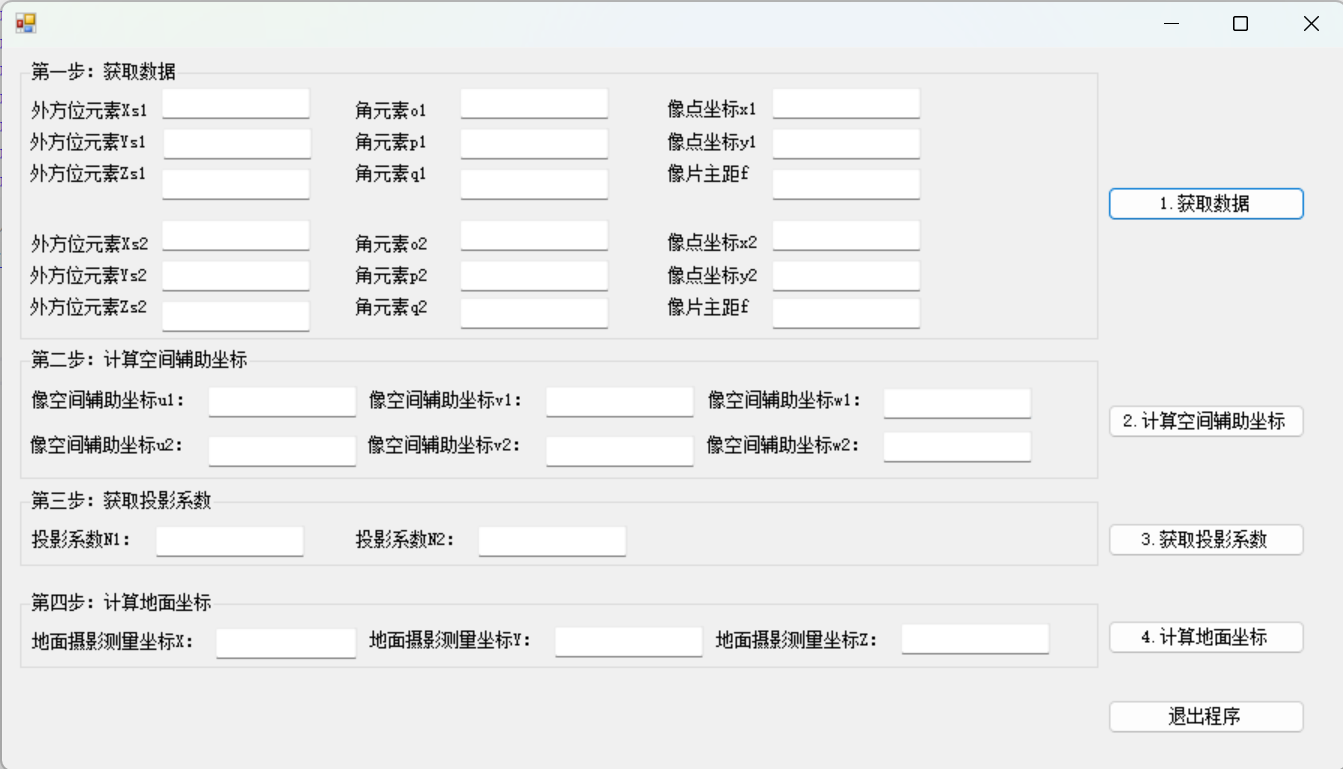 第一步：获取数据
外方位元素Xs1 角元素o1 像点坐标x1
外方位元素Ys1 角元素p1 像点坐标y1
外方位元素Zs1 角元素q1 像片主距f
1.获取数据
外方位元素Xs2 角元素o2 像点坐标x2
外方位元素Ys2 角元素p2 像点坐标y2
外方位元素Zs2 角元素q2 像片主距f
第二步：计算空间辅助坐标
像空间辅助坐标u1： 像空间辅助坐标v1： 像空间辅助坐标w1：
2.计算空间辅助坐标
像空间辅助坐标u2： 像空间辅助坐标v2： 像空间辅助坐标w2：
第三步：获取投影系数
投影系数N1： 投影系数N2： 3.获取投影系数
第四步：计算地面坐标
地面摄影测量坐标X： 地面摄影测量坐标Y： 地面摄影测量坐标Z： 4.计算地面坐标
退出程序